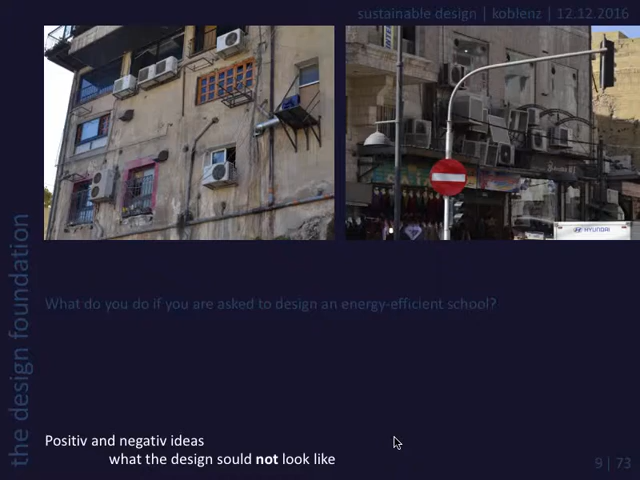 sustainable design | koblenz | 12.12.2016
HYUNDAI
the design foundation
What do you do if you are asked to design an energy-efficient school?
Positiv and negativ ideas
what the design sould not look like
9 | 73